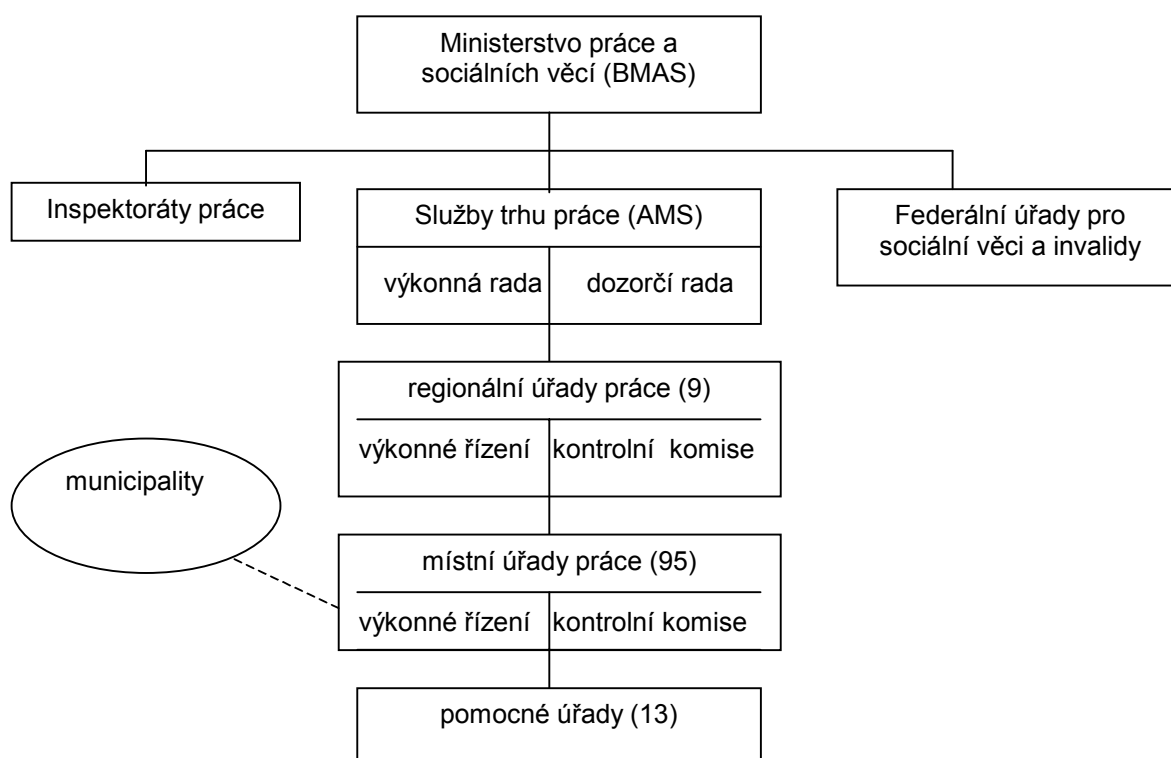 Ministerstvo práce a
sociálních věcí (BMAS)
Inspektoráty práce
Služby trhu práce (AMS)
výkonná rada
dozorčí rada
Federální úřady pro
sociální věci a invalidy
regionální úřady práce (9)
výkonné řízení
kontrolní komise
municipality
místní úřady práce (95)
výkonné řízení
kontrolní komise
pomocné úřady (13)